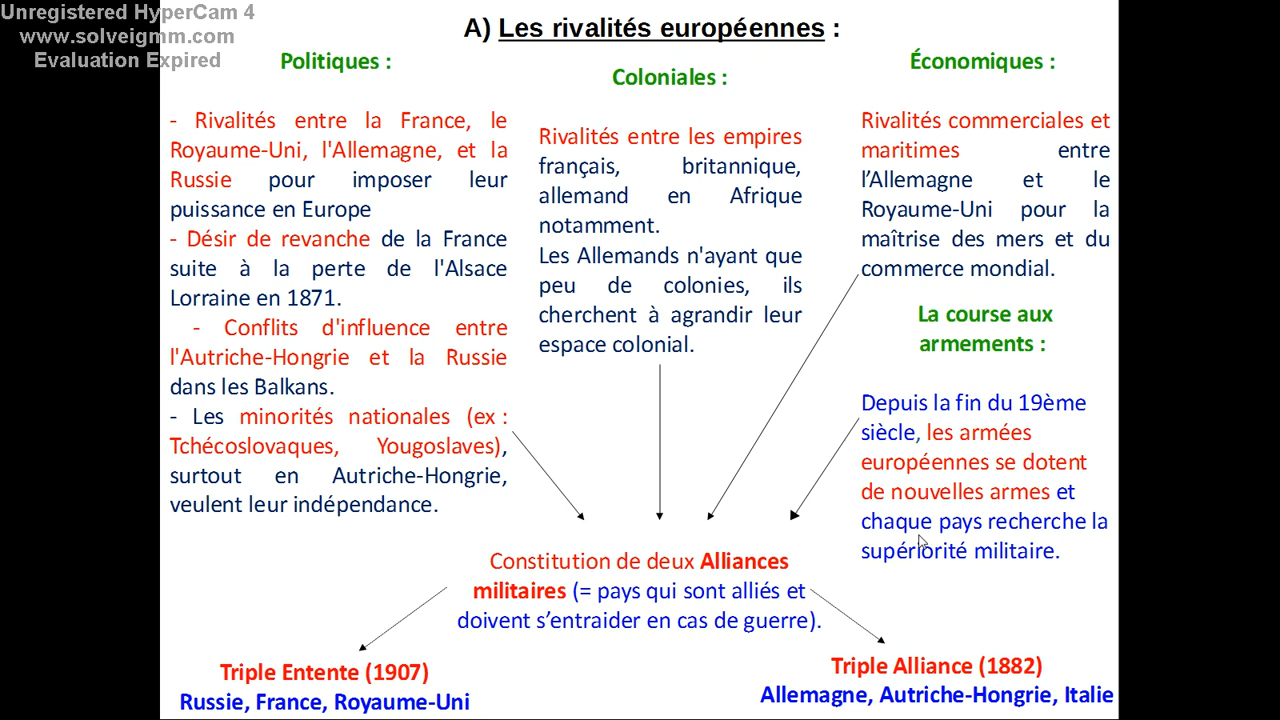 Unregistered HyperCam 4
www.solveigmm.com
Evaluation Expired
A) Les rivalités européennes :
Politiques :
- Rivalités entre la France, le
Royaume-Uni, l'Allemagne, et la
Russie pour imposer leur
puissance en Europe
- Désir de revanche de la France
suite à la perte de l'Alsace
Lorraine en 1871.
- Conflits d'influence entre
l'Autriche-Hongrie et la Russie
dans les Balkans.
- Les minorités nationales (ex :
Tchécoslovaques, Yougoslaves),
surtout en Autriche-Hongrie,
veulent leur indépendance.
Coloniales :
Rivalités entre les empires
français, britannique,
allemand en Afrique
notamment.
Les Allemands n'ayant que
peu de colonies, ils
cherchent à agrandir leur
espace colonial.
Économiques :
Rivalités commerciales et
maritimes entre
l’Allemagne et le
Royaume-Uni pour la
maîtrise des mers et du
commerce mondial.
La course aux
armements :
Depuis la fin du 19ème
siècle, les armées
européennes se dotent
de nouvelles armes et
chaque pays recherche la
supériorité militaire.
Constitution de deux Alliances
militaires (= pays qui sont alliés et
doivent s’entraider en cas de guerre).
Triple Entente (1907)
Russie, France, Royaume-Uni
Triple Alliance (1882)
Allemagne, Autriche-Hongrie, Italie